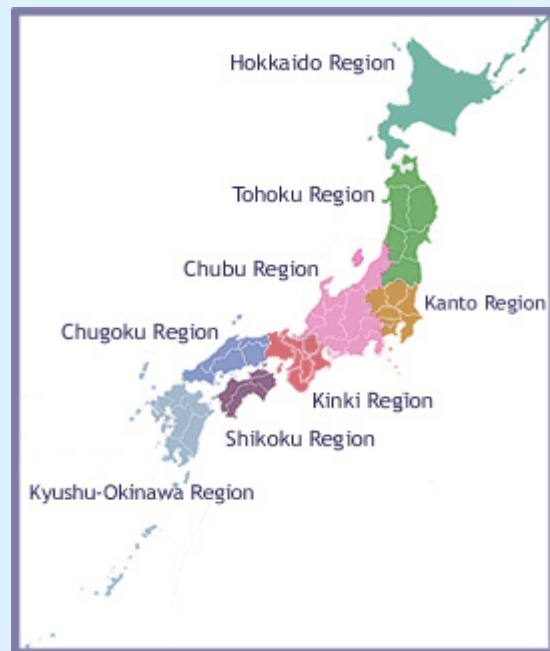 Hokkaido Region
Tohoku Region
Chubu Region
Kanto Region
Chugoku Region
Kinki Region
Shikoku Region
Kyushu-Okinawa Region